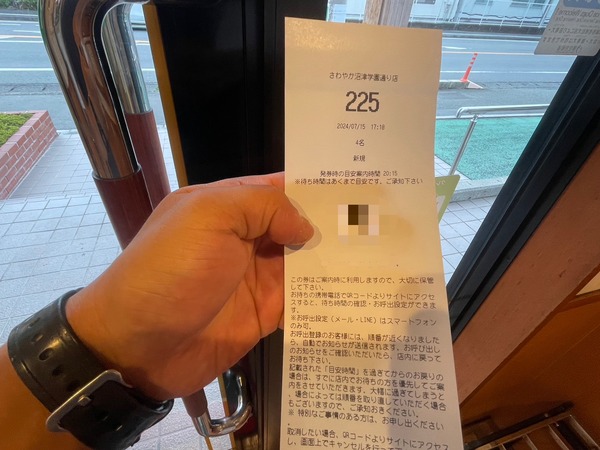 さわやか沼津学園通り店
225
2024/07/15 17:16
4名
新規
発券時の目安案内時間 20:15
※待ち時間はあくまで目安です、ご承知下さい
この券はご案内時に利用しますので、大切に保管
して下さい。
お待ちの携帯電話でQRコードよりサイトにアクセ
スすると、待ち時間の確認・お呼出設定ができま
す。
※お呼出設定(メール・LINE)はスマートフォン
のみ可。
お呼出登録のお客様には、順番が近くなりました
ら、自動でお知らせが送信されます。お呼び出し
のお知らせをご確認いただいたら、店内に戻って
お待ち下さい。
記載された「目安時間」を過ぎてからのお戻りの
場合は、すでに店内でお待ちの方を優先してご案
内をさせていただきます。大幅に過ぎてしまうと
、場合によっては順番を取り直していただく場合
もございますので、ご承知おきください。
※ 特別なご事情のある方は、お申し出ください
取消したい場合、QRコードよりサイトにアクセス
し、画面上でキャンセルを行って